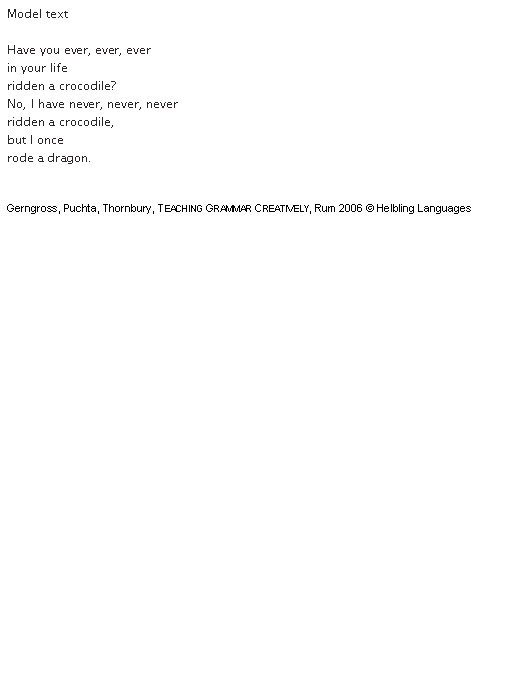 Model text
Have you ever, ever, ever
in your life
ridden a crocodile?
No, I have never, never, never
ridden a crocodile,
but I once
rode a dragon.
Gerngross, Puchta, Thornbury, TEACHING GRAMMAR CREATIVELY, Rum 2006 © Helbling Languages